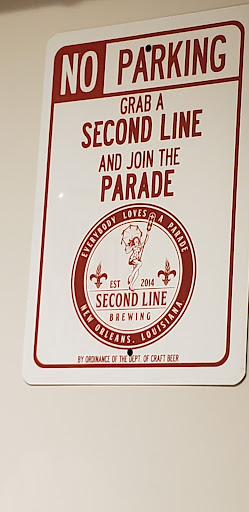 NO PARKING
GRAB A
SECOND LINE
AND JOIN THE
PARADE
EVERYBODY LOVES A PARADE
EST 2014
SECOND LINE
BREWING
NEW ORLEANS, LOUISIANA
BY ORDINANCE OF THE DEPT. OF CRAFT BEER